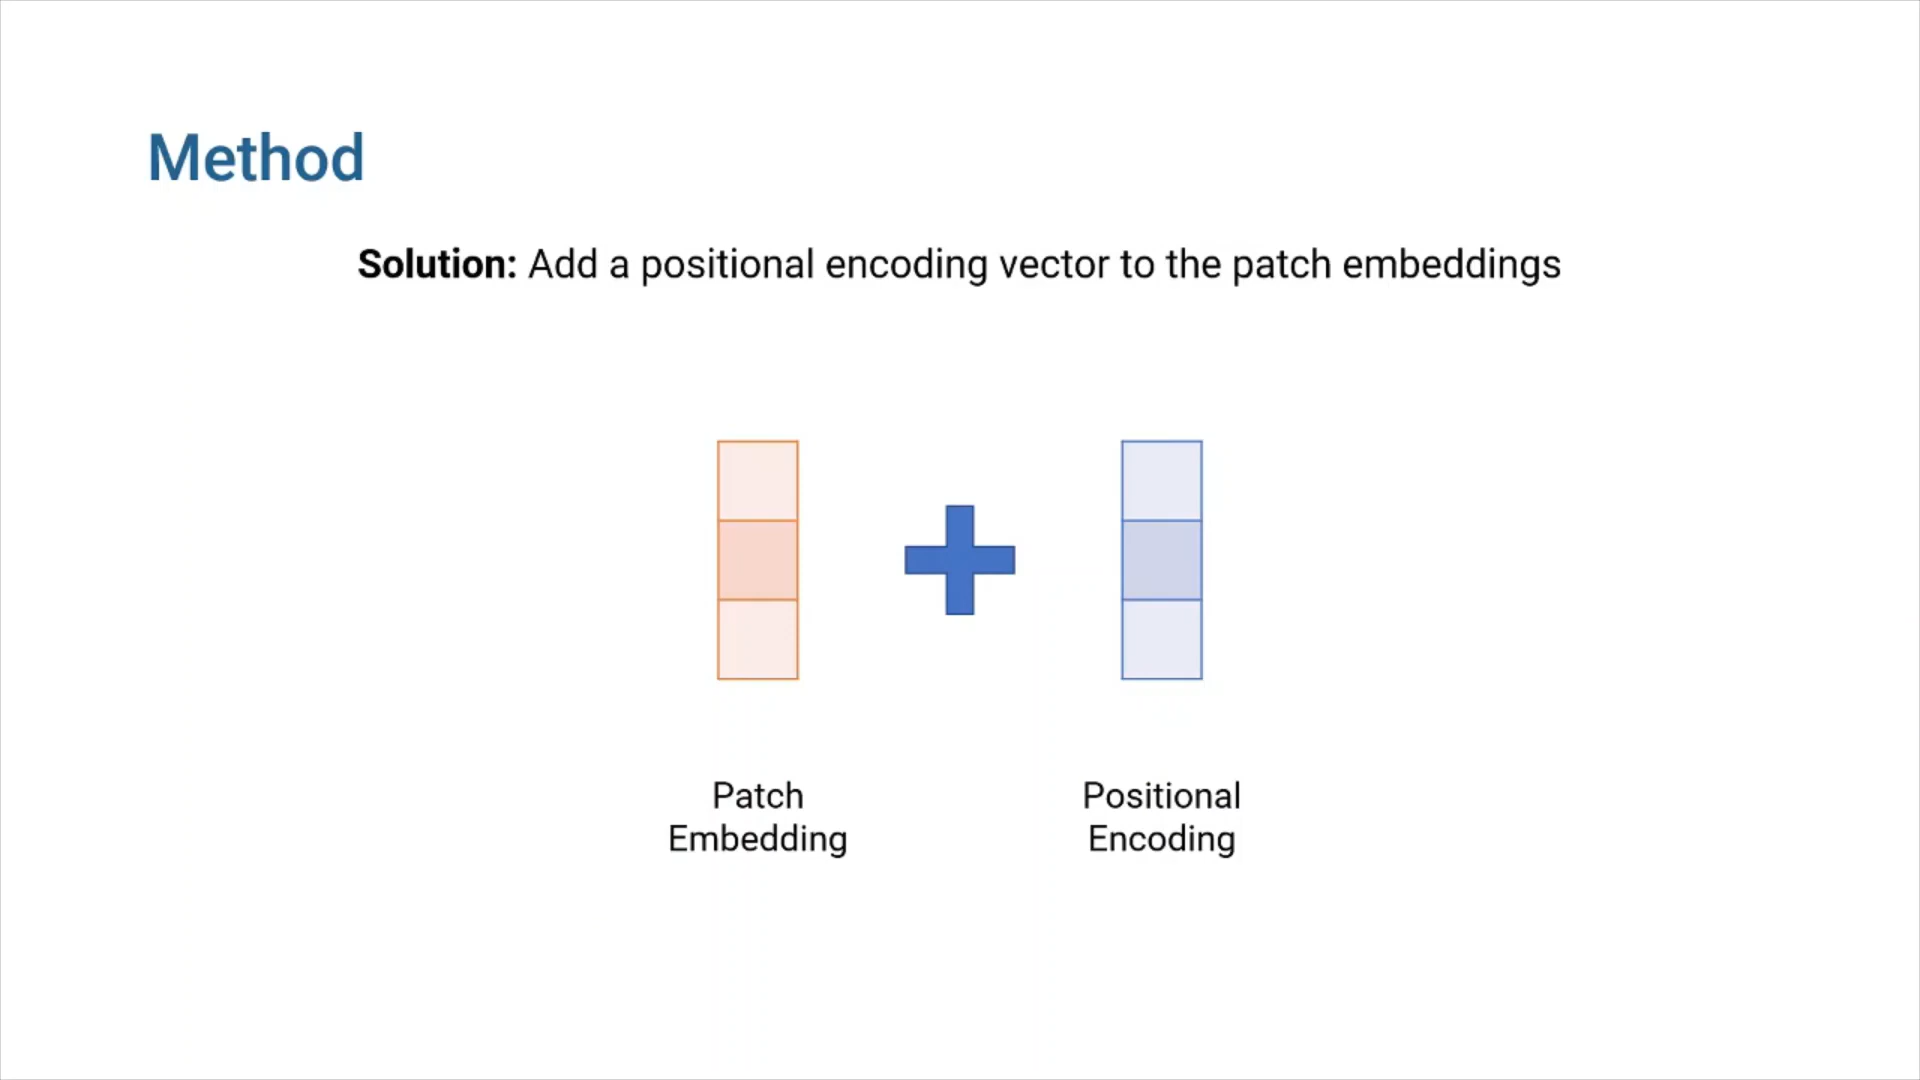 Method
Solution: Add a positional encoding vector to the patch embeddings
Patch
Embedding
Positional
Encoding